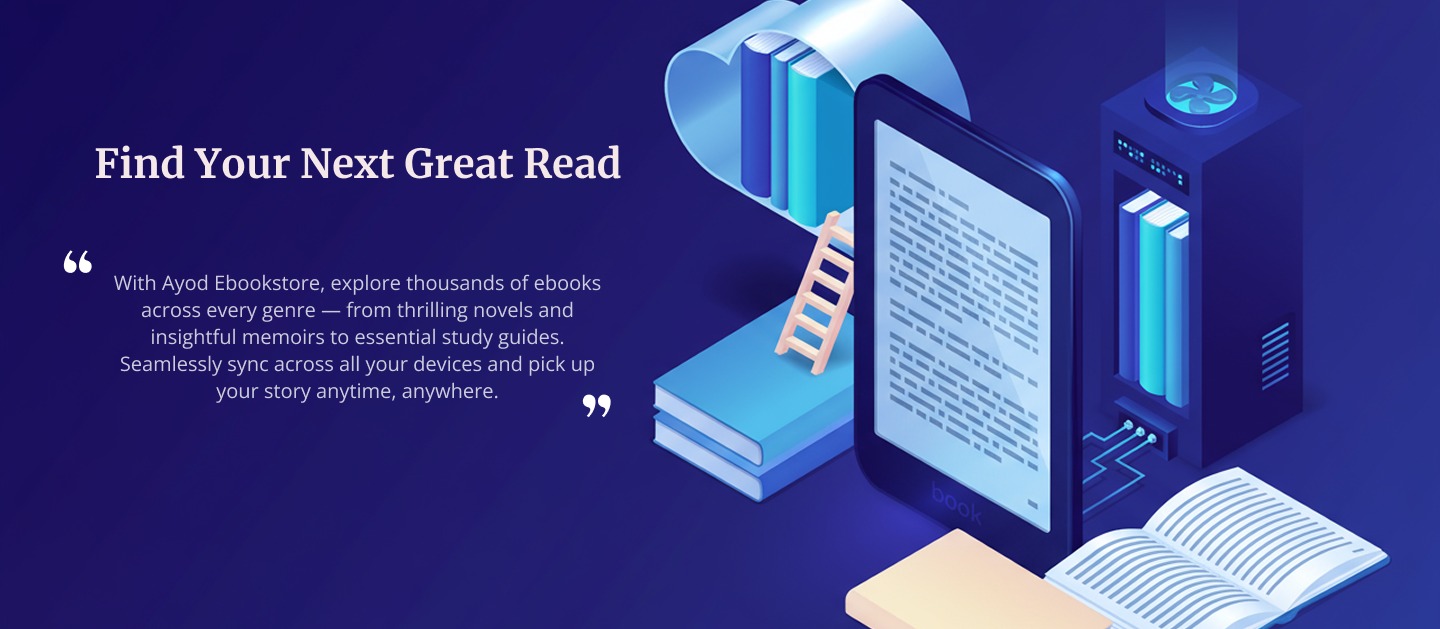 Find Your Next Great Read
“
With Ayod Ebookstore, explore thousands of ebooks
across every genre — from thrilling novels and
insightful memoirs to essential study guides.
Seamlessly sync across all your devices and pick up
your story anytime, anywhere.
”
book